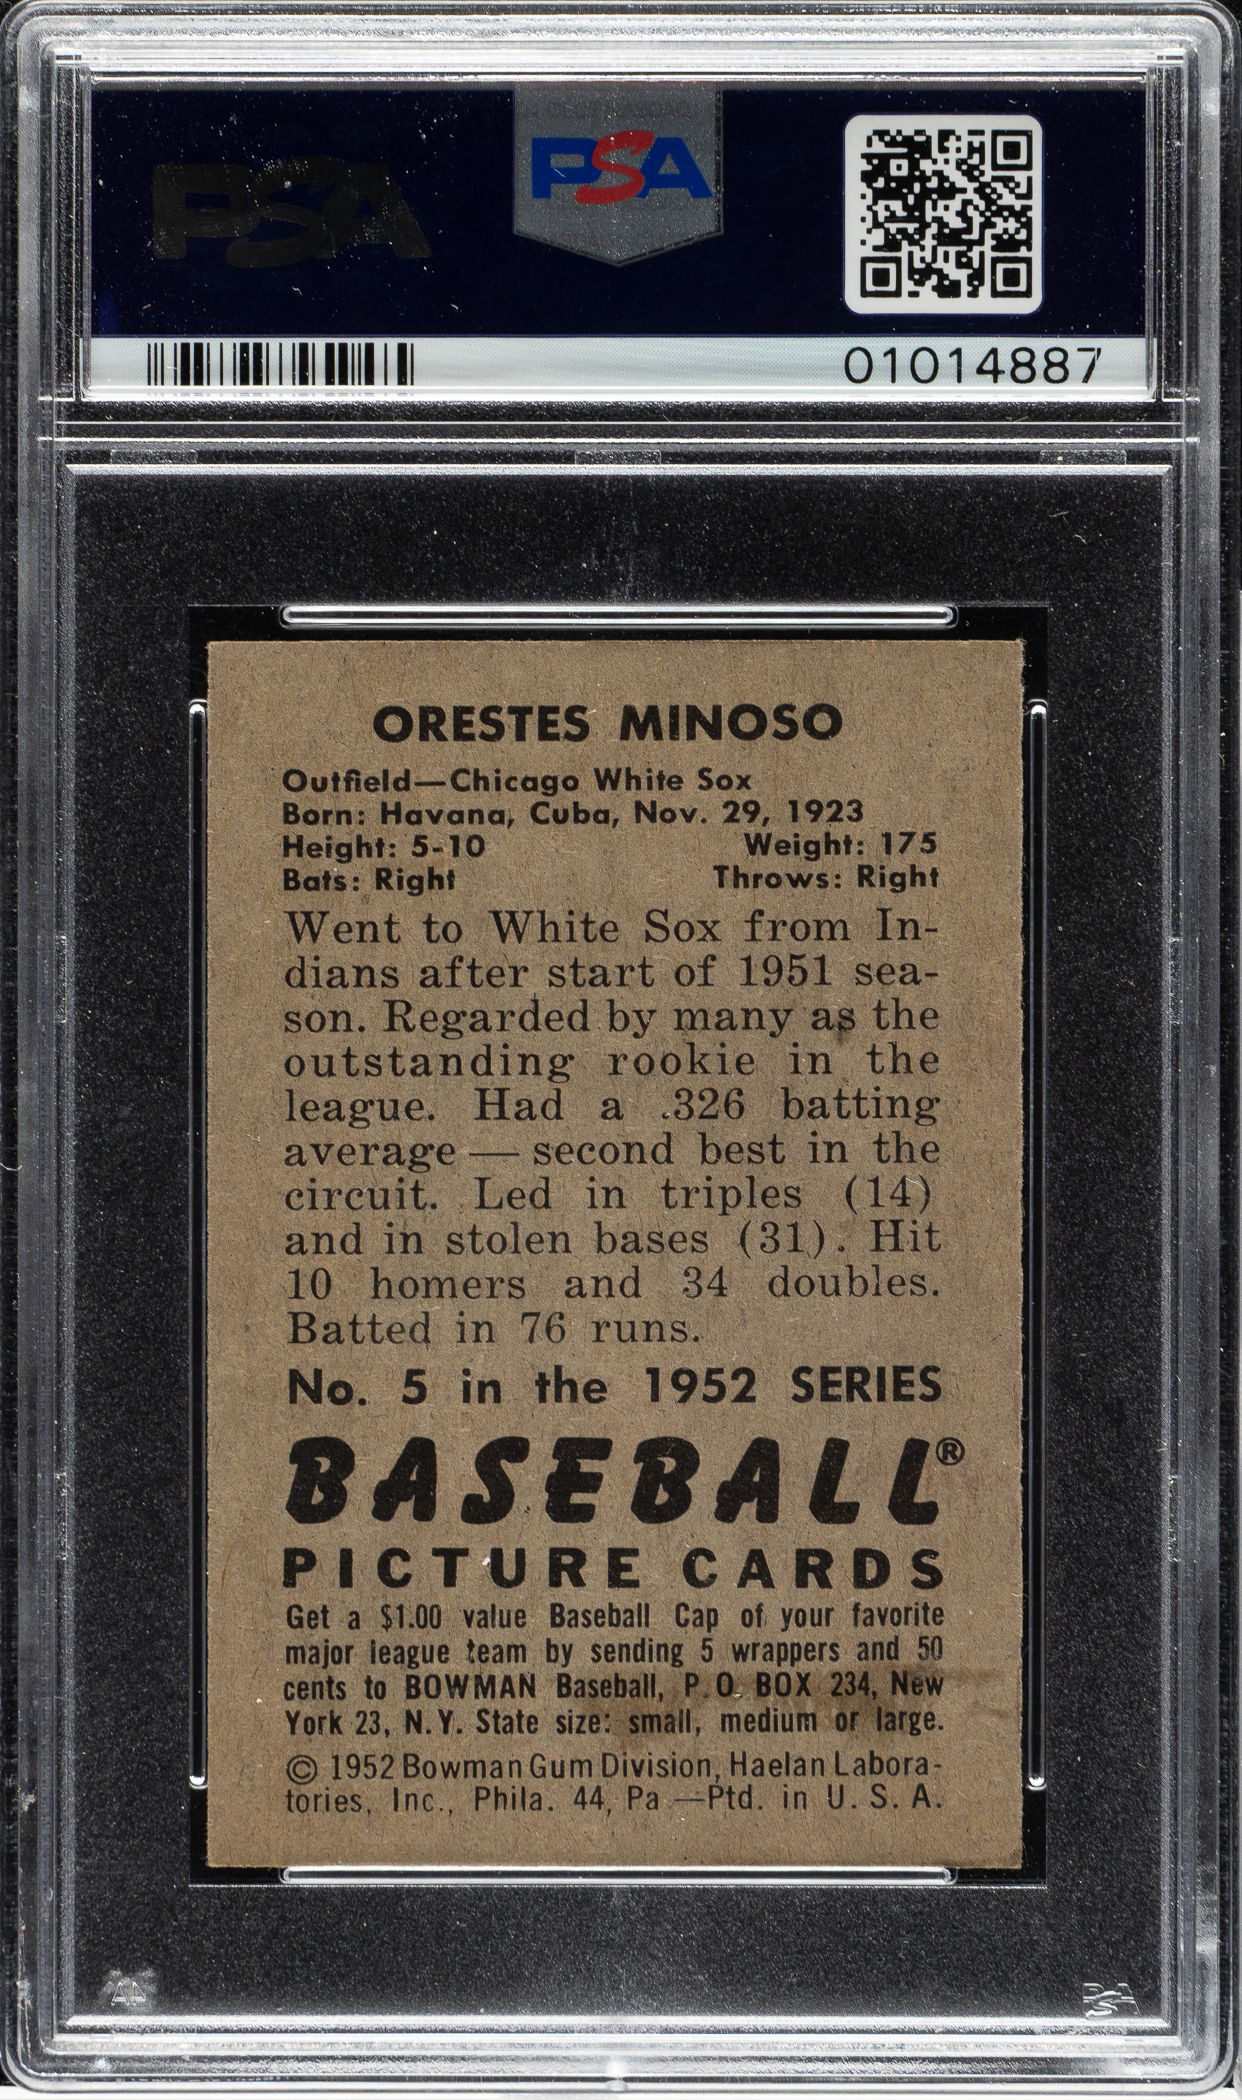 PSA
PSA
01014887
ORESTES MINOSO
Outfield—Chicago White Sox
Born: Havana, Cuba, Nov. 29, 1923
Height: 5-10 Weight: 175
Bats: Right Throws: Right
Went to White Sox from In-
dians after start of 1951 sea-
son. Regarded by many as the
outstanding rookie in the
league. Had a .326 batting
average — second best in the
circuit. Led in triples (14)
and in stolen bases (31). Hit
10 homers and 34 doubles.
Batted in 76 runs.
No. 5 in the 1952 SERIES
BASEBALL®
PICTURE CARDS
Get a $1.00 value Baseball Cap of your favorite
major league team by sending 5 wrappers and 50
cents to BOWMAN Baseball, P.O. BOX 234, New
York 23, N.Y. State size: small, medium or large.
© 1952 Bowman Gum Division, Haelan Labora-
tories, Inc., Phila. 44, Pa —Ptd. in U. S. A.
PSA